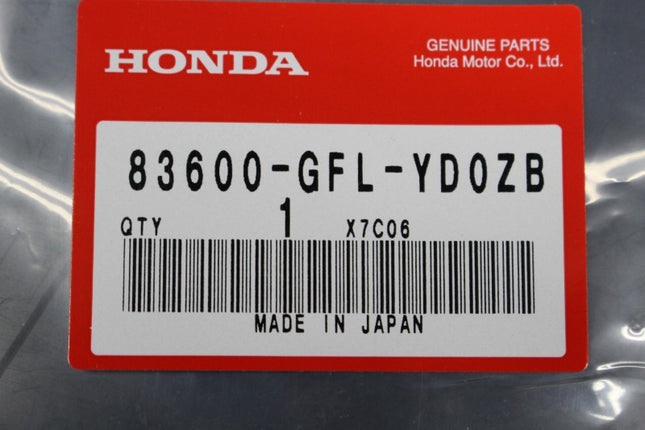 HONDA
GENUINE PARTS
Honda Motor Co., Ltd.
83600-GFL-YD0ZB
QTY 1 X7C06
MADE IN JAPAN